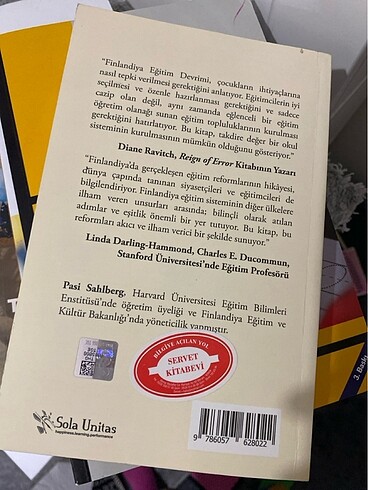 "Finlandiya Eğitim Devrimi, çocukların ihtiyaçlarına
nasıl tepki verilmesi gerektiğini anlatıyor. Eğitimcilerin iyi
seçilmesi ve özenle hazırlanması gerektiğini ve sadece
cazip olan değil, aynı zamanda eğlenceli bir eğitim
öğretim olanağı sunan eğitim topluluklarının kurulması
gerektiğini hatırlatıyor. Bu kitap, takdire değer bir okul
sisteminin kurulmasının mümkün olduğunu gösteriyor."
Diane Ravitch, Reign of Error Kitabının Yazarı
"Finlandiya'da gerçekleşen eğitim reformlarının hikâyesi,
dünya çapında tanınan siyasetçileri ve eğitimcileri de
bilgilendiriyor. Finlandiya eğitim sisteminin diğer ülkelere
ilham veren unsurları arasında; bilinçli olarak atılan
adımlar ve eşitlik önemli bir yer tutuyor. Bu kitap, bu
reformları akıcı ve ilham verici bir şekilde sunuyor."
Linda Darling-Hammond, Charles E. Ducommun,
Stanford Üniversitesi'nde Eğitim Profesörü
Pasi Sahlberg, Harvard Üniversitesi Eğitim Bilimleri
Enstitüsü'nde öğretim üyeliği ve Finlandiya Eğitim ve
Kültür Bakanlığı'nda yöneticilik yapmıştır.
BİLGİYE AÇILAN YOL
SERVET
KİTABEVİ
Sola Unitas
happiness.learning.performance
9 786057 628022
3. Baskı